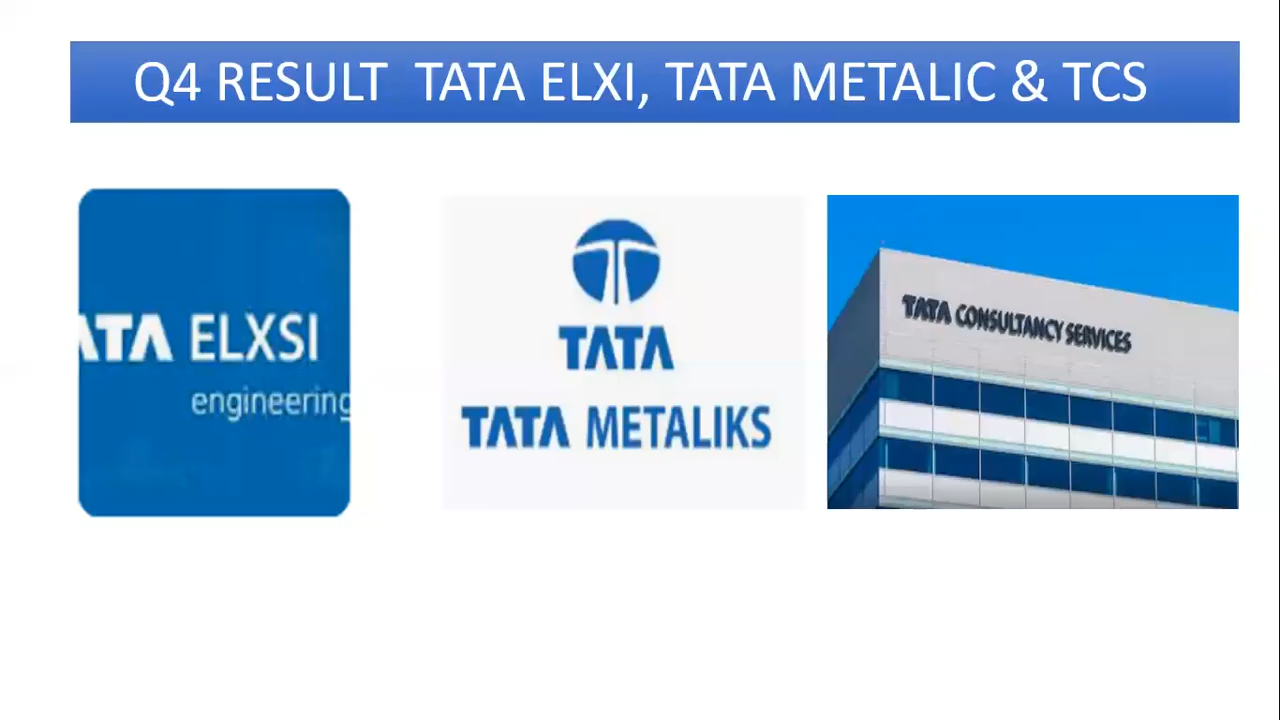 Q4 RESULT TATA ELXI, TATA METALIC & TCS
ATA ELXSI
engineering
TATA
TATA METALIKS
TATA CONSULTANCY SERVICES